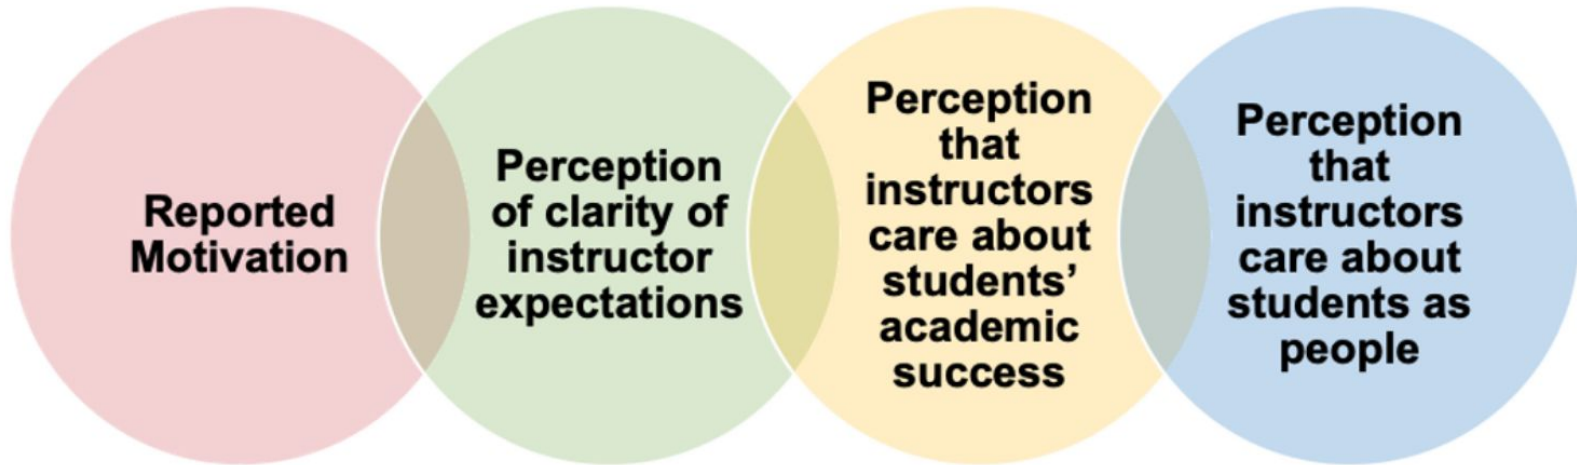 Reported
Motivation
Perception
of clarity of
instructor
expectations
Perception
that
instructors
care about
students’
academic
success
Perception
that
instructors
care about
students as
people